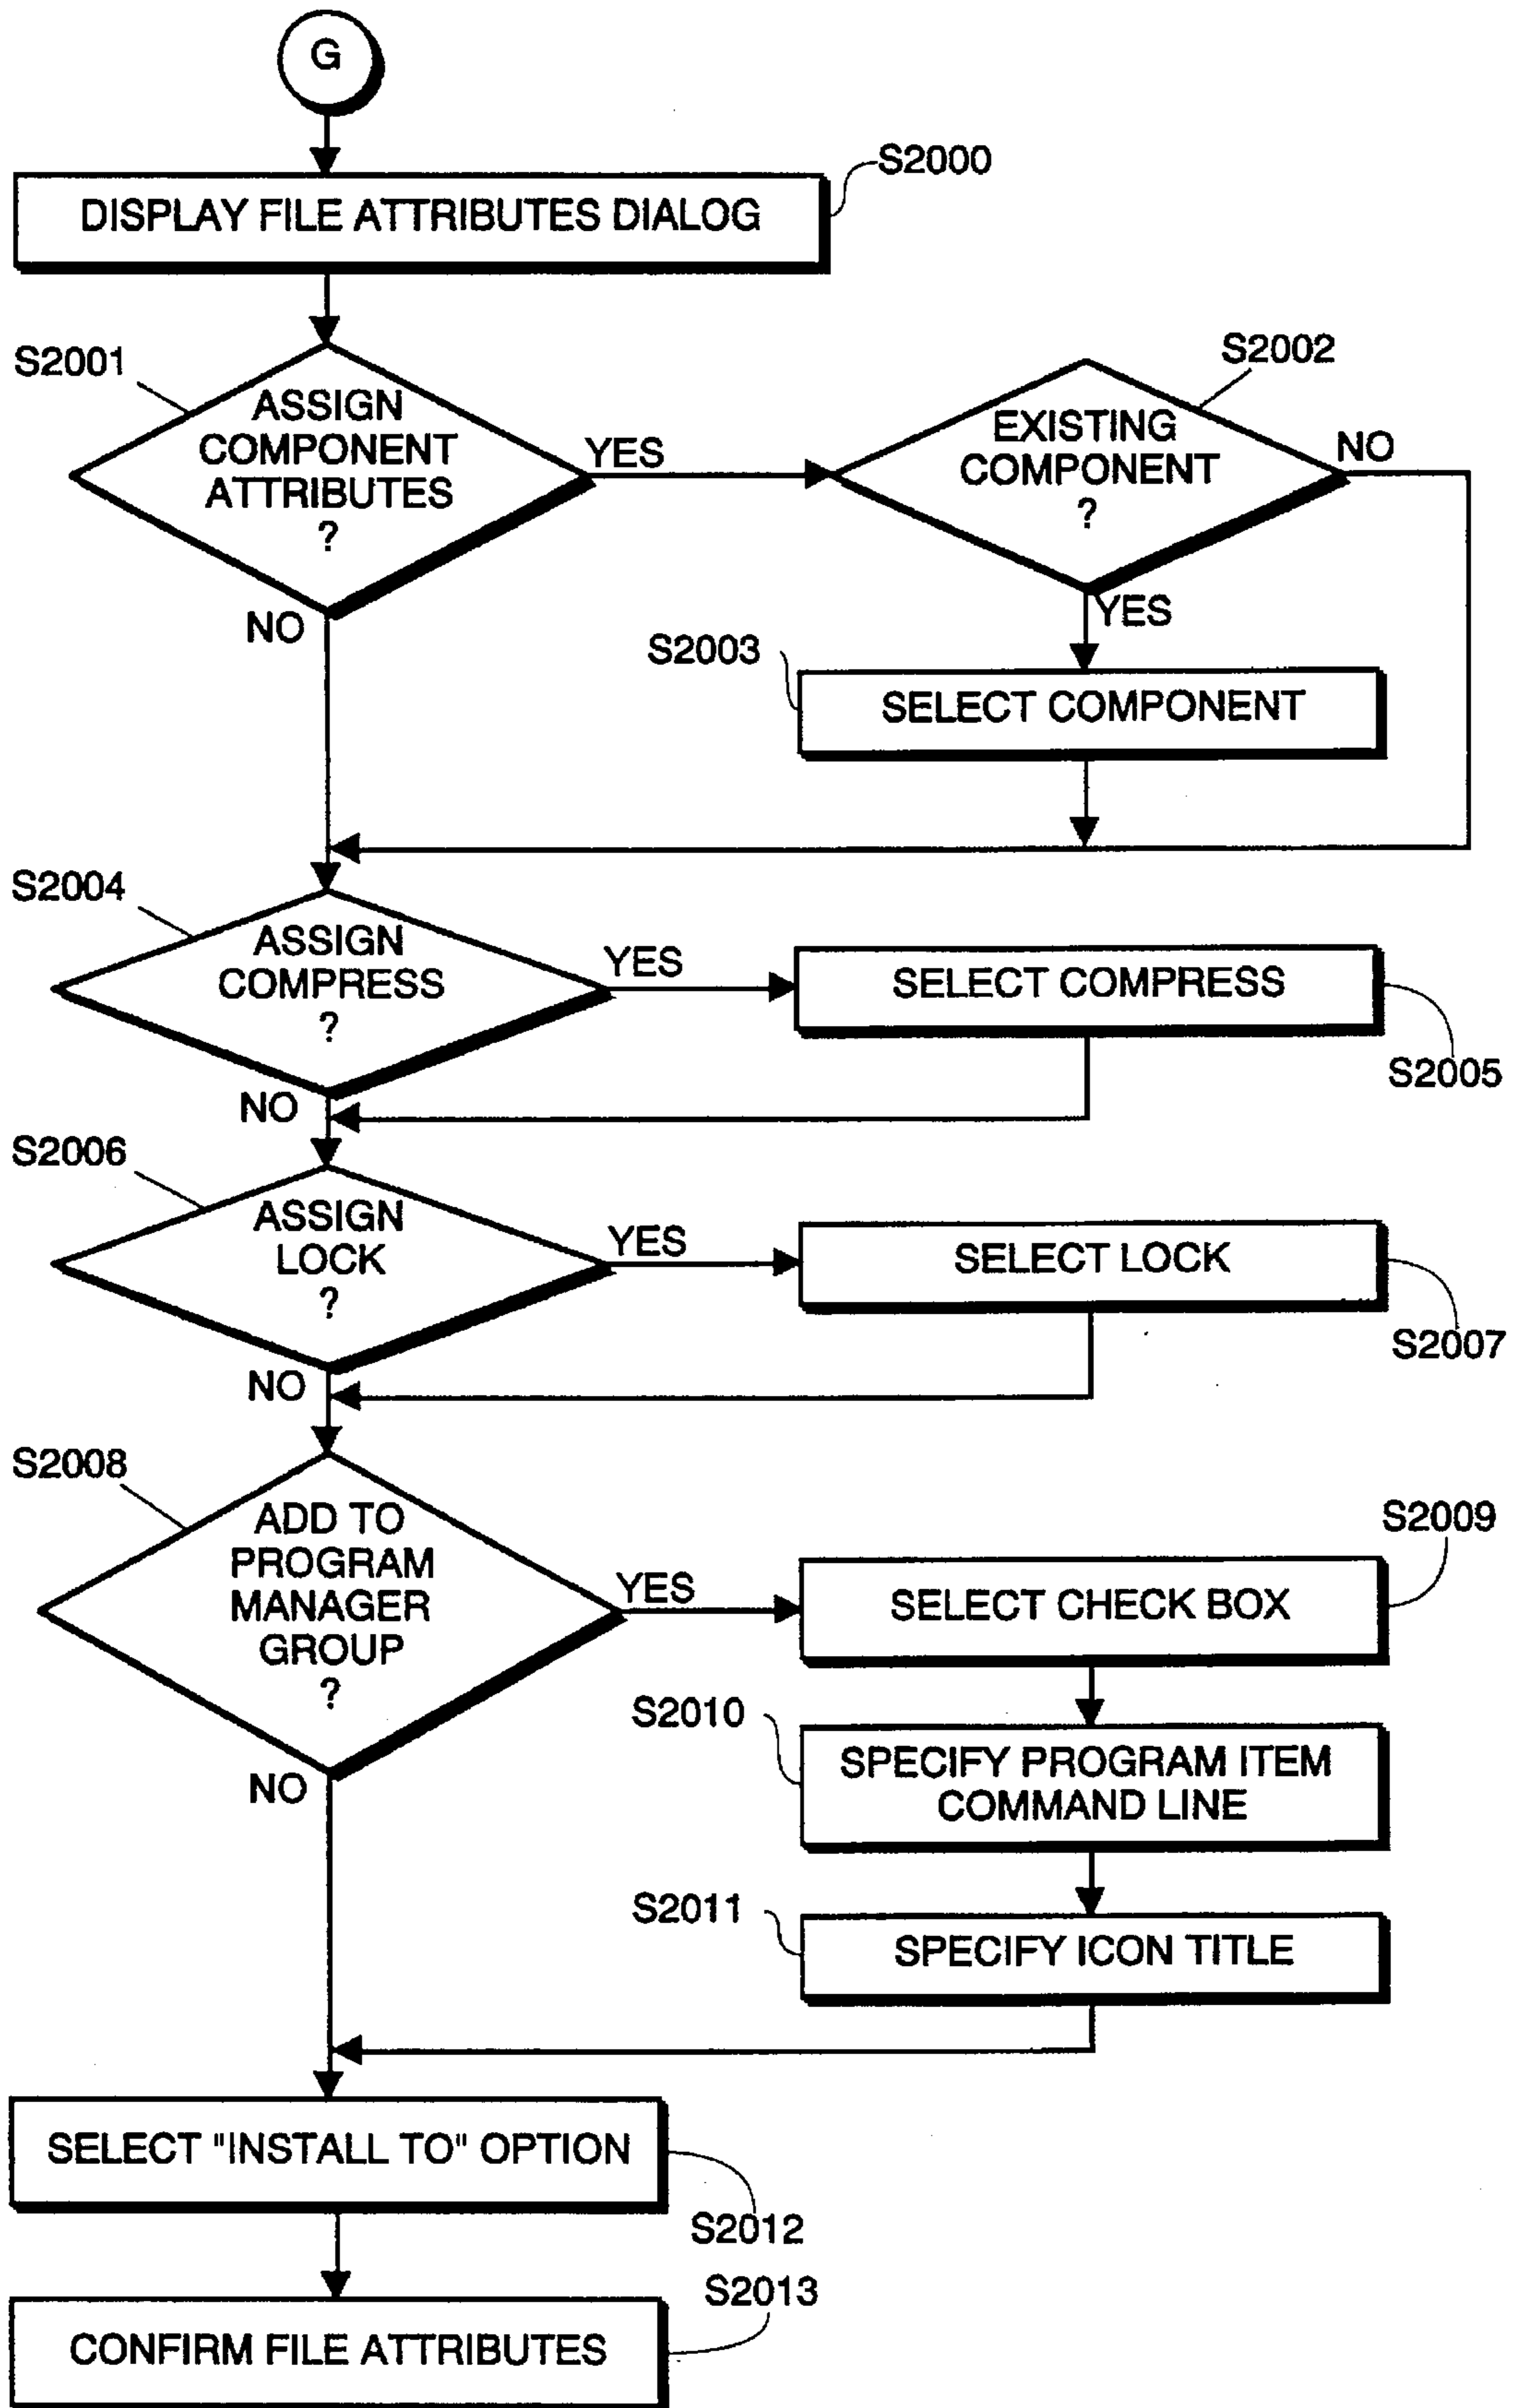 G
S2000
DISPLAY FILE ATTRIBUTES DIALOG
S2001
ASSIGN
COMPONENT
ATTRIBUTES
?
YES
NO
S2002
EXISTING
COMPONENT
?
NO
YES
S2003
SELECT COMPONENT
S2004
ASSIGN
COMPRESS
?
YES
NO
SELECT COMPRESS
S2005
S2006
ASSIGN
LOCK
?
YES
NO
SELECT LOCK
S2007
S2008
ADD TO
PROGRAM
MANAGER
GROUP
?
YES
NO
S2009
SELECT CHECK BOX
S2010
SPECIFY PROGRAM ITEM
COMMAND LINE
S2011
SPECIFY ICON TITLE
SELECT "INSTALL TO" OPTION
S2012
S2013
CONFIRM FILE ATTRIBUTES